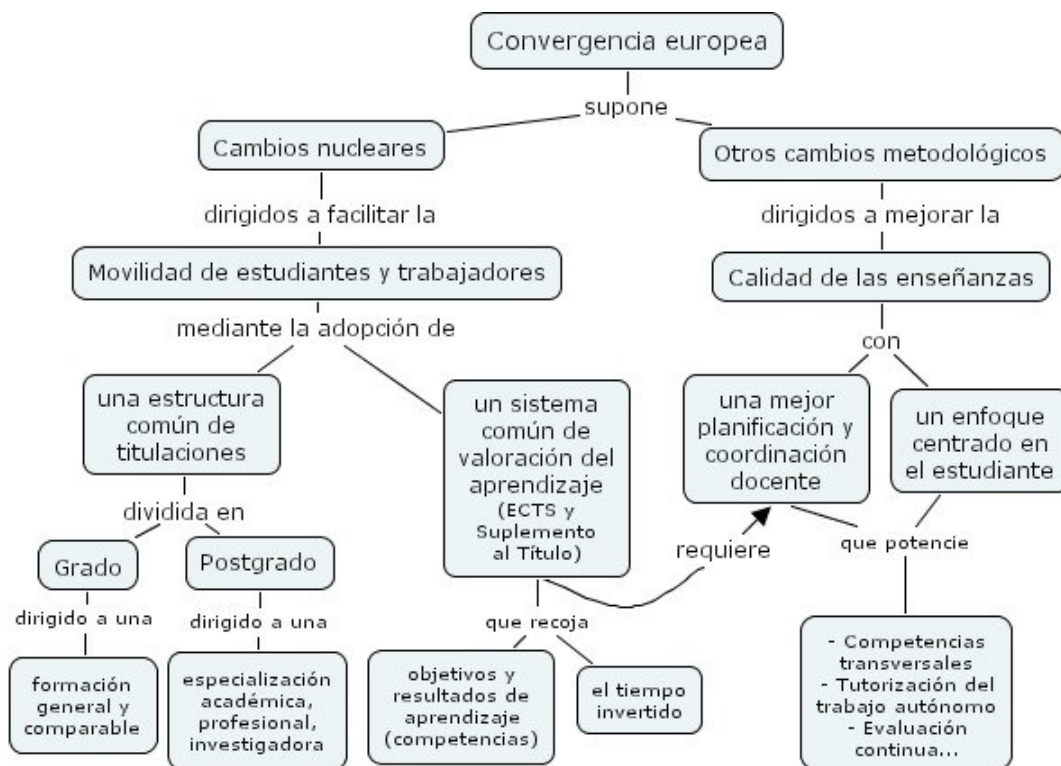 Convergencia europea
supone
Cambios nucleares
Otros cambios metodológicos
dirigidos a facilitar la
dirigidos a mejorar la
Movilidad de estudiantes y trabajadores
Calidad de las enseñanzas
mediante la adopción de
con
una estructura
común de
titulaciones
un sistema
común de
valoración del
aprendizaje
(ECTS y
Suplemento
al Título)
una mejor
planificación y
coordinación
docente
un enfoque
centrado en
el estudiante
dividida en
requiere
que potencie
Grado
Postgrado
dirigido a una
dirigido a una
que recoja
formación
general y
comparable
especialización
académica,
profesional,
investigadora
objetivos y
resultados de
aprendizaje
(competencias)
el tiempo
invertido
- Competencias
transversales
- Tutorización del
trabajo autónomo
- Evaluación
continua...